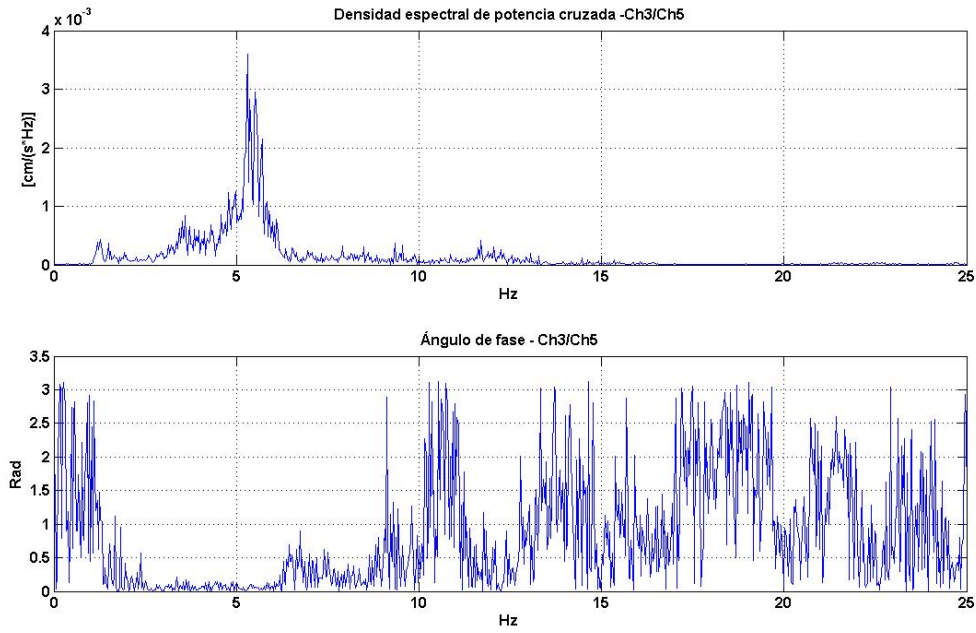 Densidad espectral de potencia cruzada -Ch3/Ch5
x 10^-3
4
3
2
1
0
[cm/(s*Hz)]
0 5 10 15 20 25
Hz
Ángulo de fase - Ch3/Ch5
3.5
3
2.5
2
1.5
1
0.5
0
Rad
0 5 10 15 20 25
Hz